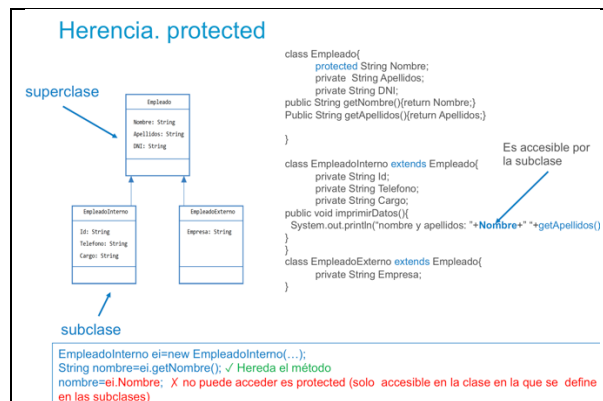 Herencia. protected
superclase
Empleado
Nombre: String
Apellidos: String
DNI: String
EmpleadoInterno
Id: String
Telefono: String
Cargo: String
EmpleadoExterno
Empresa: String
subclase
class Empleado{
protected String Nombre;
private  String Apellidos;
private String DNI;
public String getNombre(){return Nombre;}
Public String getApellidos(){return Apellidos;}
}
Es accesible por
la subclase
class EmpleadoInterno extends Empleado{
private String Id;
private String Telefono;
private String Cargo;
public void imprimirDatos(){
System.out.println("nombre y apellidos: "+Nombre+" "+getApellidos()
}
}
class EmpleadoExterno extends Empleado{
private String Empresa;
}
EmpleadoInterno ei=new EmpleadoInterno(…);
String nombre=ei.getNombre(); ✓ Hereda el método
nombre=ei.Nombre; ✗ no puede acceder es protected (solo accesible en la clase en la que se define
en las subclases)